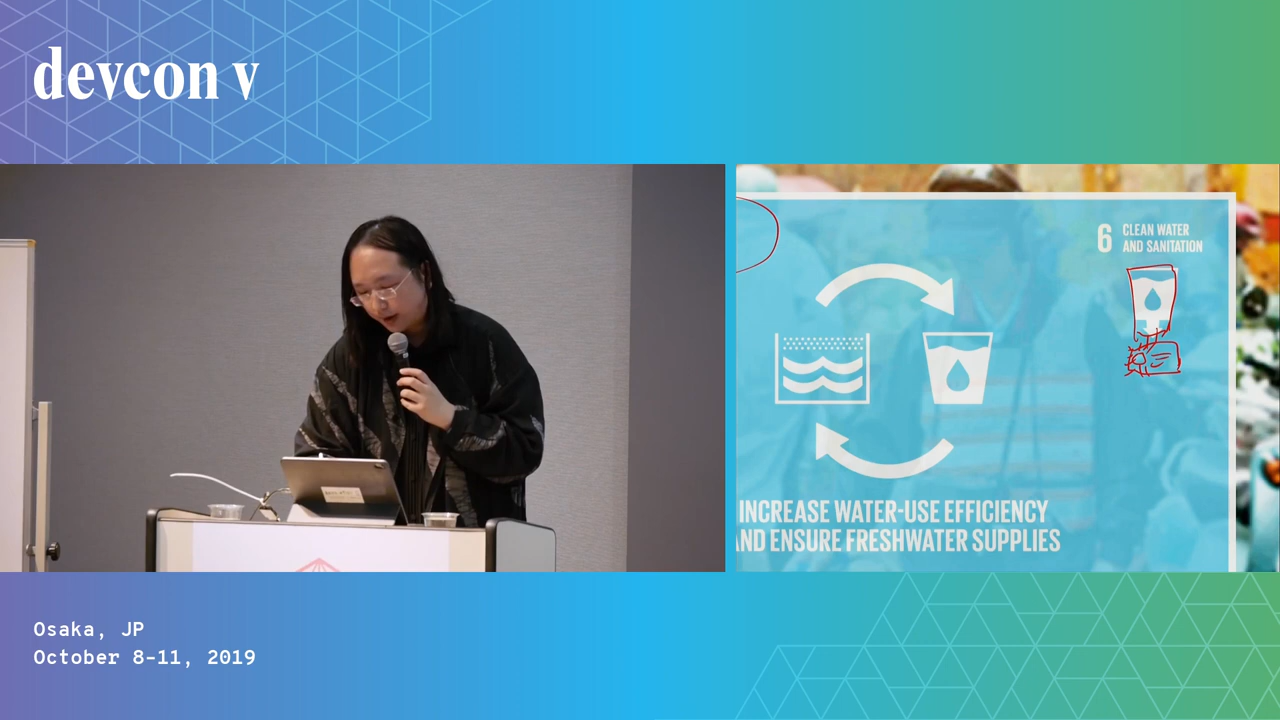 devcon v
6 CLEAN WATER
AND SANITATION
INCREASE WATER-USE EFFICIENCY
AND ENSURE FRESHWATER SUPPLIES
Osaka, JP
October 8-11, 2019